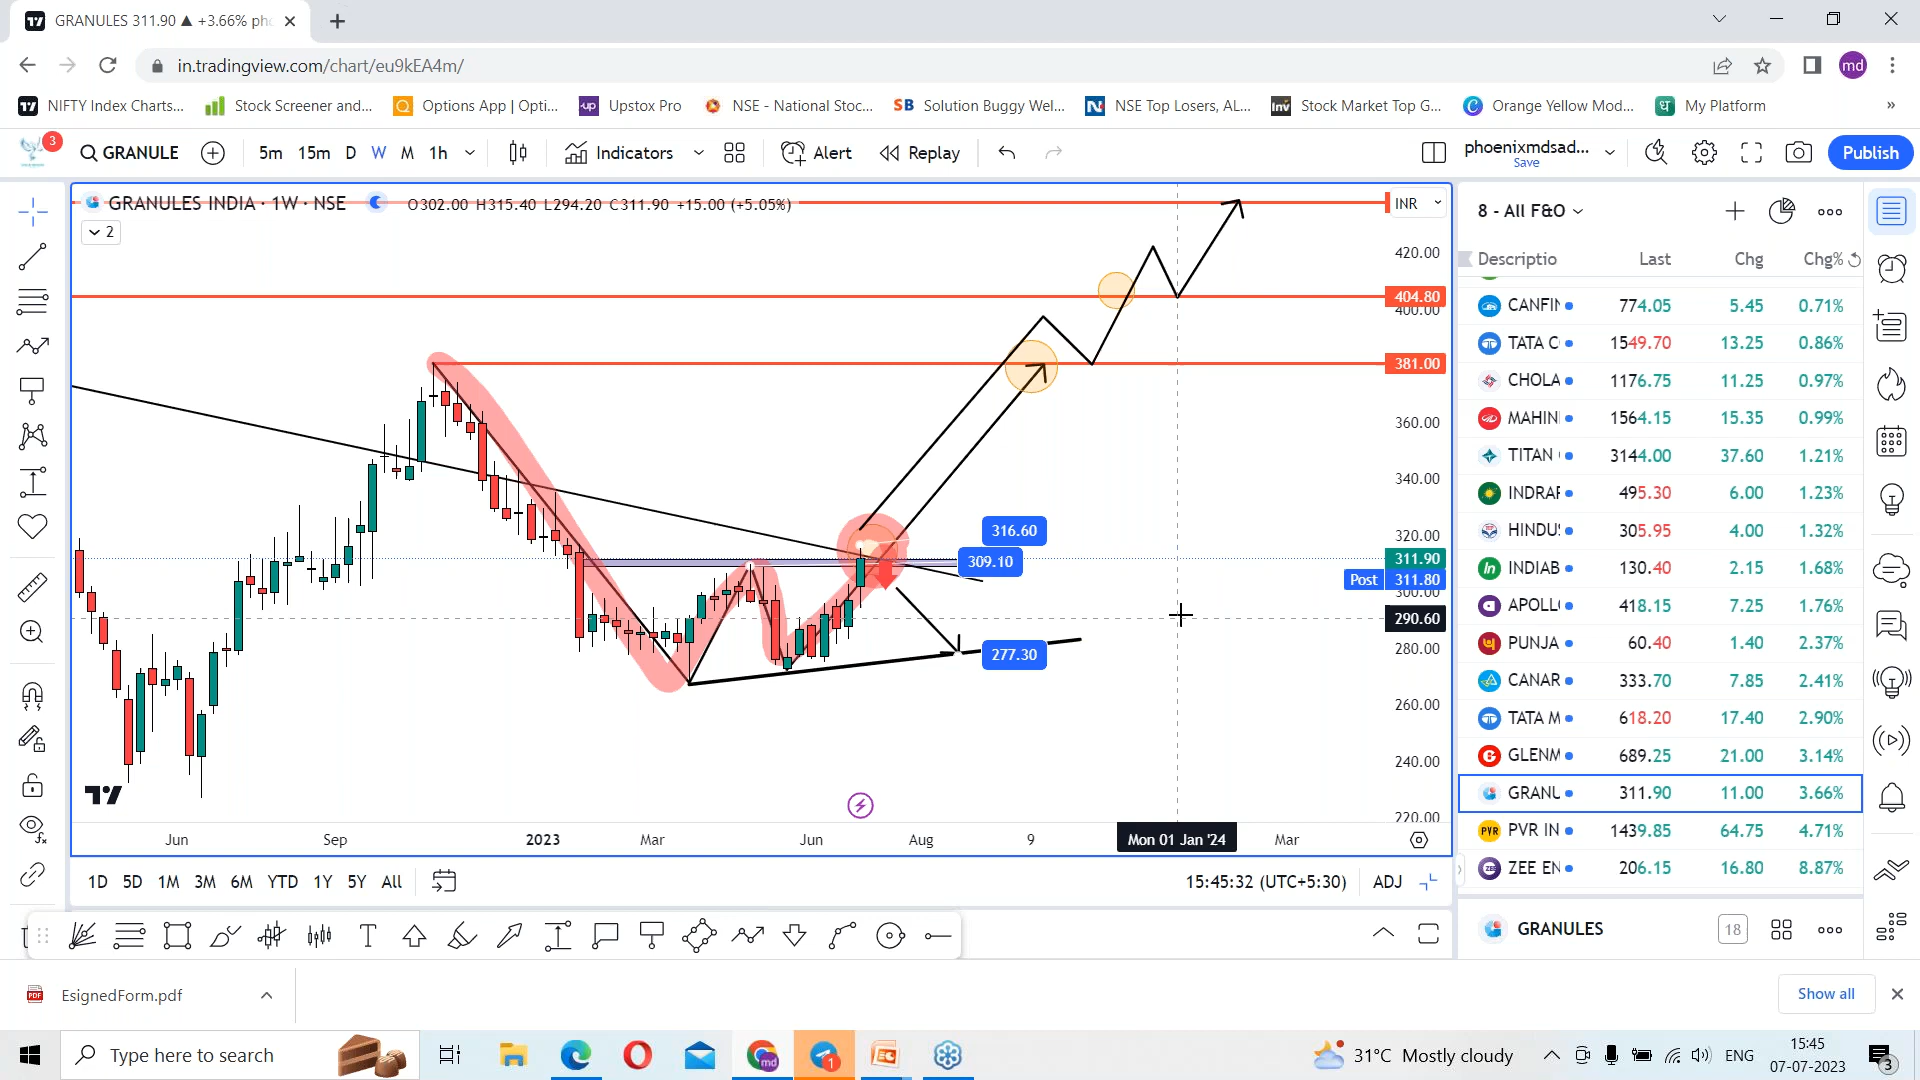 GRANULES 311.90 ▲ +3.66% pho
in.tradingview.com/chart/eu9kEA4m/
md
NIFTY Index Charts...
Stock Screener and...
Options App | Opti...
up
Upstox Pro
NSE - National Stoc...
SB
Solution Buggy Wel...
NSE Top Losers, AL...
Inv
Stock Market Top G...
Orange Yellow Mod...
My Platform
»
3
GRANULE
5m 15m D W M 1h
Indicators
Alert
Replay
phoenixmdsad...
Save
Publish
GRANULES INDIA · 1W · NSE O302.00 H315.40 L294.20 C311.90 +15.00 (+5.05%)
2
INR
420.00
404.80
400.00
381.00
360.00
340.00
320.00
311.90
Post 311.80
300.00
290.60
280.00
260.00
240.00
220.00
316.60
309.10
277.30
Jun Sep 2023 Mar Jun Aug 9 Mon 01 Jan '24 Mar
1D 5D 1M 3M 6M YTD 1Y 5Y All
15:45:32 (UTC+5:30) ADJ
8 - All F&O
Descriptio Last Chg Chg%
CANFIN 774.05 5.45 0.71%
TATA C 1549.70 13.25 0.86%
CHOLA 1176.75 11.25 0.97%
MAHIN 1564.15 15.35 0.99%
TITAN 3144.00 37.60 1.21%
INDRAP 495.30 6.00 1.23%
HINDUS 305.95 4.00 1.32%
INDIAB 130.40 2.15 1.68%
APOLLO 418.15 7.25 1.76%
PUNJA 60.40 1.40 2.37%
CANAR 333.70 7.85 2.41%
TATA M 618.20 17.40 2.90%
GLENM 689.25 21.00 3.14%
GRANU 311.90 11.00 3.66%
PVR IN 1439.85 64.75 4.71%
ZEE EN 206.15 16.80 8.87%
GRANULES 18
EsignedForm.pdf
Show all
Type here to search
md
1
31°C Mostly cloudy
ENG
15:45
07-07-2023
3